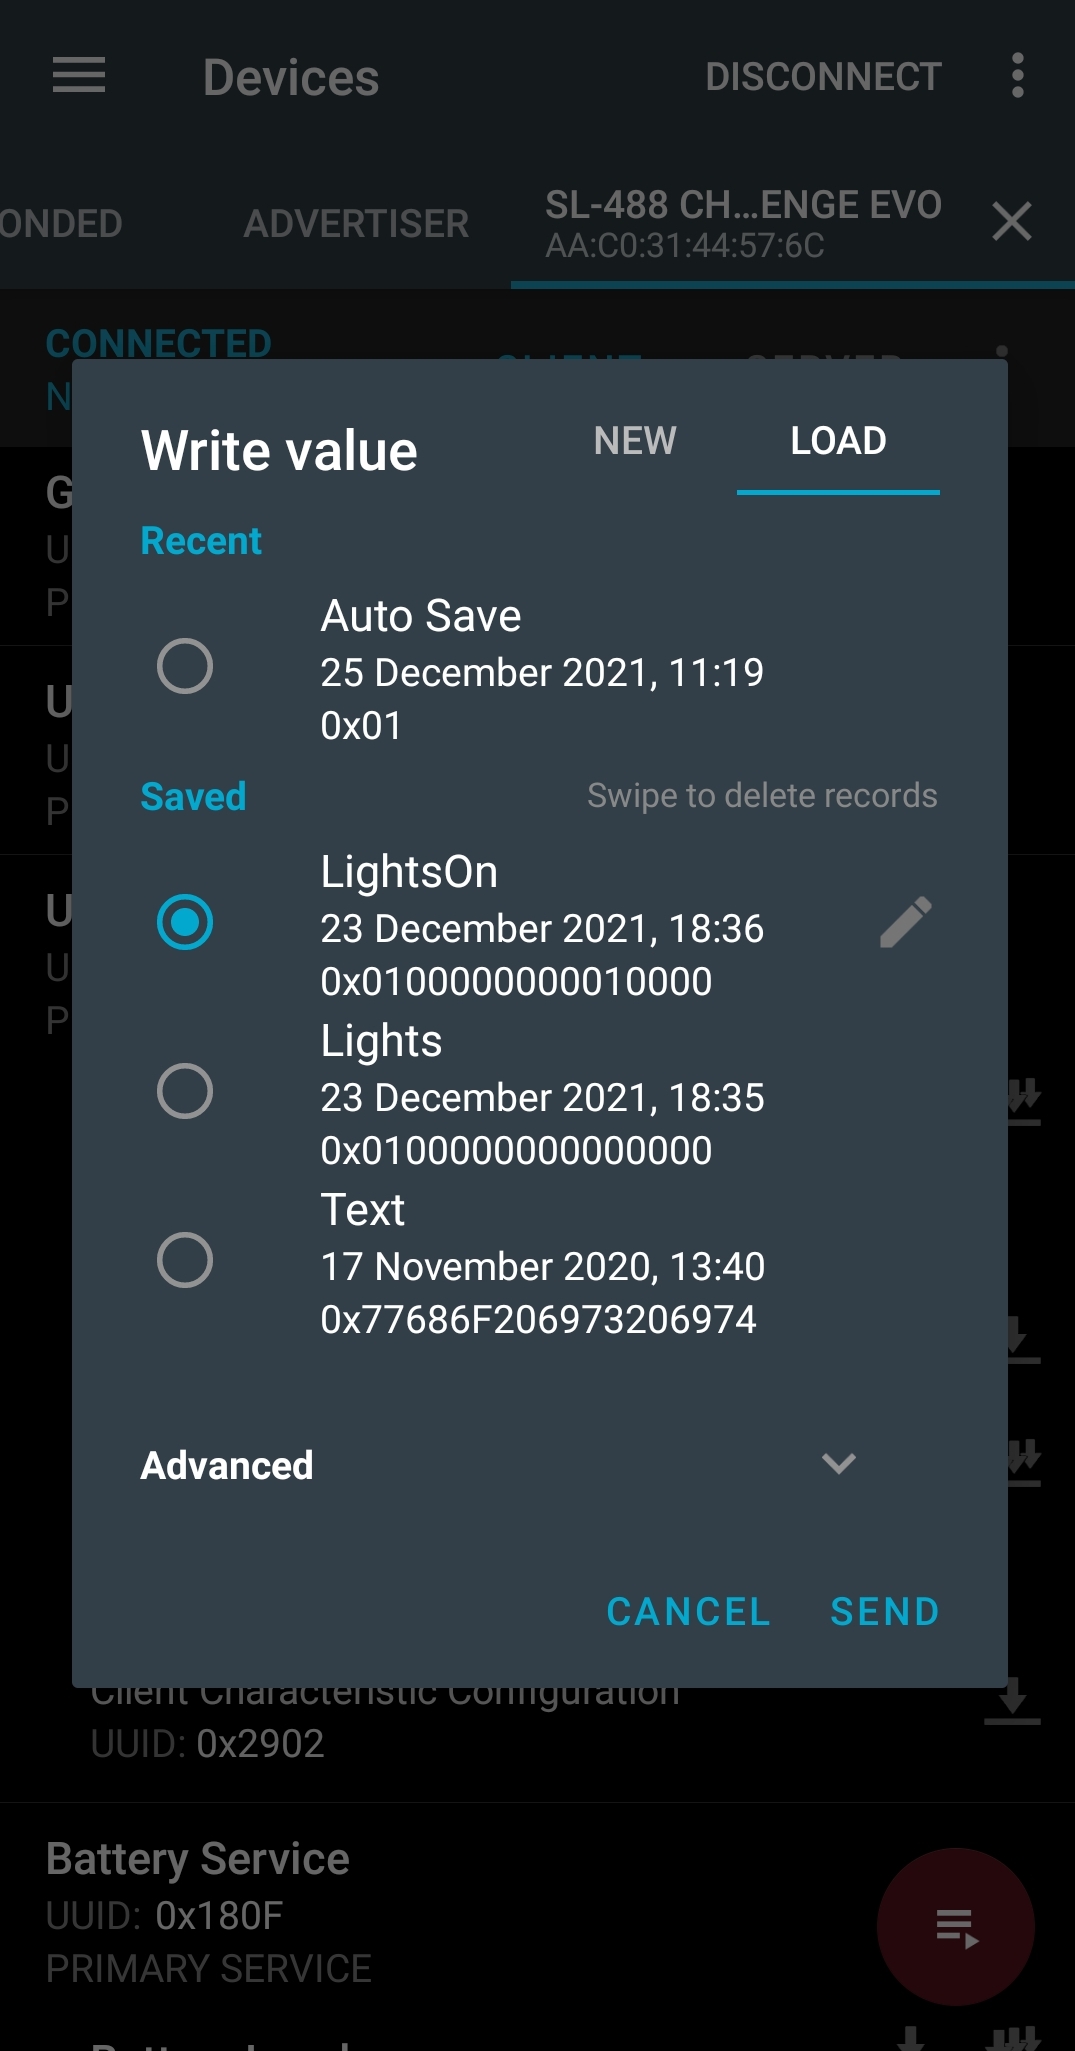 Devices
DISCONNECT
ONDED
ADVERTISER
SL-488 CH...ENGE EVO
AA:C0:31:44:57:6C
CONNECTED
CLIENT
SERVER
N
Write value
NEW
LOAD
G
U
P
Recent
Auto Save
25 December 2021, 11:19
0x01
U
U
P
Saved
Swipe to delete records
LightsOn
23 December 2021, 18:36
0x0100000000010000
U
U
P
Lights
23 December 2021, 18:35
0x0100000000000000
Text
17 November 2020, 13:40
0x77686F206973206974
Advanced
CANCEL
SEND
Client Characteristic Configuration
UUID: 0x2902
Battery Service
UUID: 0x180F
PRIMARY SERVICE